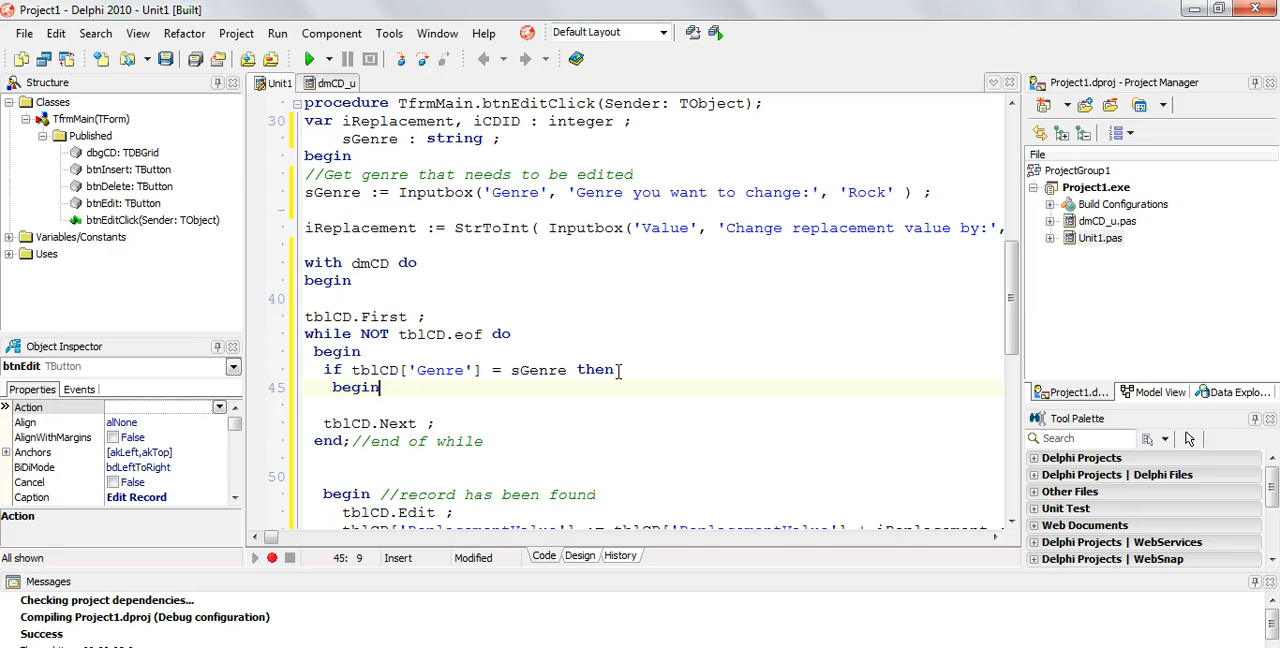 Project1 - Delphi 2010 - Unit1 [Built]
File Edit Search View Refactor Project Run Component Tools Window Help Default Layout
Structure
Classes
TfrmMain(TForm)
Published
dbgCD: TDBGrid
btnInsert: TButton
btnDelete: TButton
btnEdit: TButton
btnEditClick(Sender: TObject)
Variables/Constants
Uses
Object Inspector
btnEdit TButton
Properties Events
Action
Align alNone
AlignWithMargins False
Anchors [akLeft,akTop]
BiDiMode bdLeftToRight
Cancel False
Caption Edit Record
Action
All shown
Unit1 dmCD_u
procedure TfrmMain.btnEditClick(Sender: TObject);
30 var iReplacement, iCDID : integer ;
sGenre : string ;
begin
//Get genre that needs to be edited
sGenre := Inputbox('Genre', 'Genre you want to change:', 'Rock' ) ;
iReplacement := StrToInt( Inputbox('Value', 'Change replacement value by:',
with dmCD do
begin
40
tblCD.First ;
while NOT tblCD.eof do
begin
if tblCD['Genre'] = sGenre then
45 begin
tblCD.Next ;
end;//end of while
50
begin //record has been found
tblCD.Edit ;
tblCD['ReplacementValue'] := tblCD['ReplacementValue'] + iReplacement ;
45: 9 Insert Modified Code Design History
Project1.dproj - Project Manager
File
ProjectGroup1
Project1.exe
Build Configurations
dmCD_u.pas
Unit1.pas
Project1.d... Model View Data Explo...
Tool Palette
Search
Delphi Projects
Delphi Projects | Delphi Files
Other Files
Unit Test
Web Documents
Delphi Projects | WebServices
Delphi Projects | WebSnap
Messages
Checking project dependencies...
Compiling Project1.dproj (Debug configuration)
Success